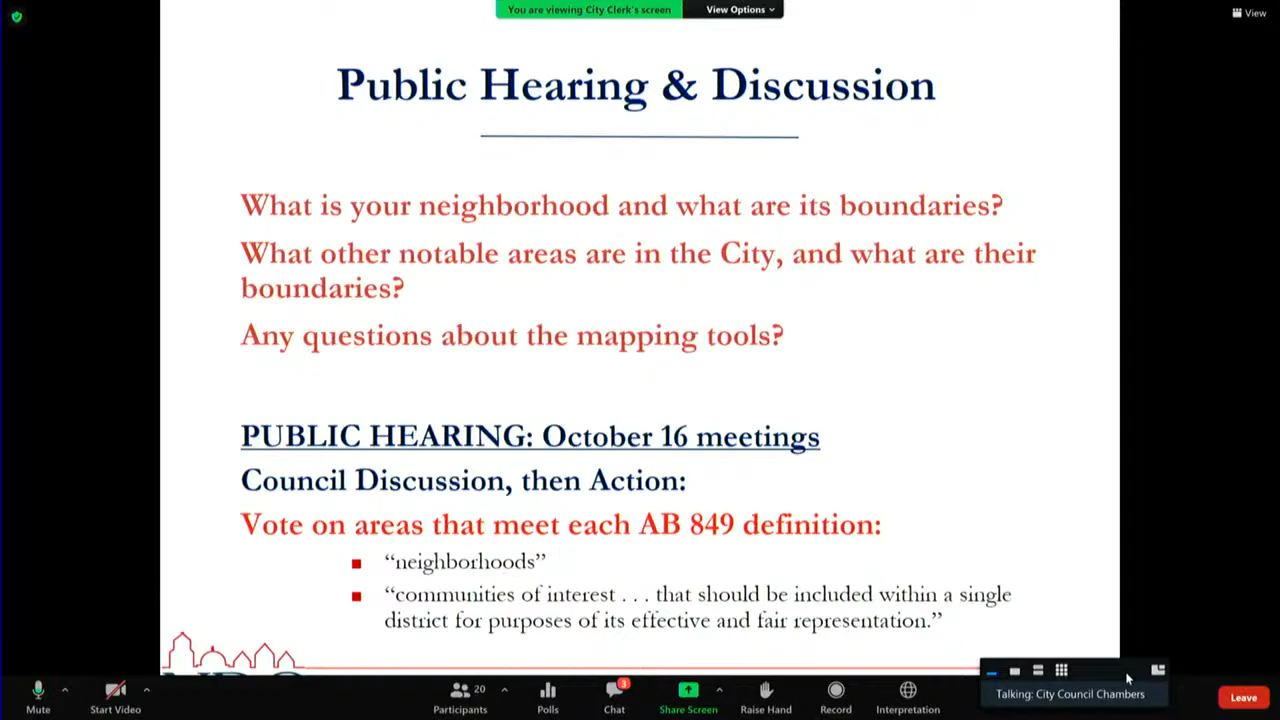 You are viewing City Clerk's screen
View Options
View
Public Hearing & Discussion
What is your neighborhood and what are its boundaries?
What other notable areas are in the City, and what are their
boundaries?
Any questions about the mapping tools?
PUBLIC HEARING: October 16 meetings
Council Discussion, then Action:
Vote on areas that meet each AB 849 definition:
“neighborhoods”
“communities of interest . . . that should be included within a single
district for purposes of its effective and fair representation.”
Talking: City Council Chambers
Mute
Start Video
20
Participants
Polls
3
Chat
Share Screen
Raise Hand
Record
Interpretation
Leave